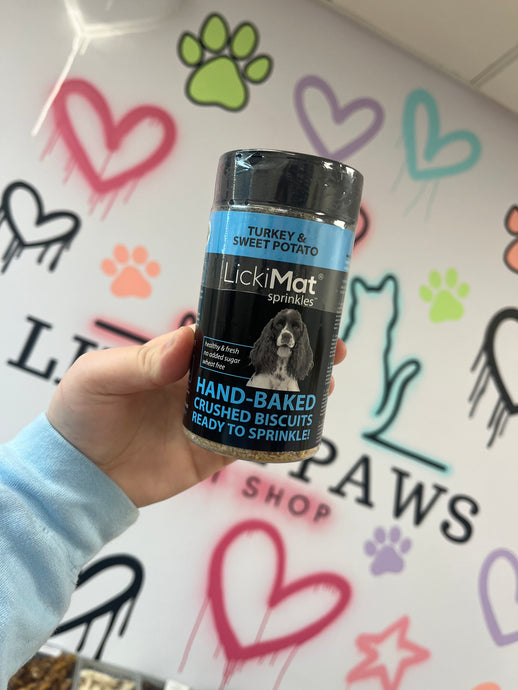 TURKEY &
SWEET POTATO
LickiMat®
sprinkles™
healthy & fresh
no added sugar
wheat free
HAND-BAKED
CRUSHED BISCUITS
READY TO SPRINKLE!
PAWS
SHOP